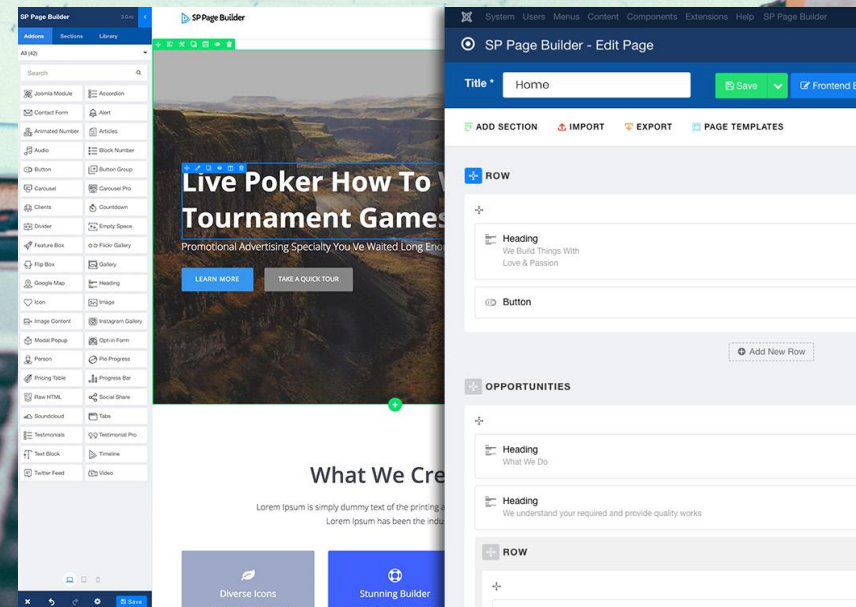 SP Page Builder
Addons
Sections
Library
All (42)
Search
Joomla Module
Accordion
Contact Form
Alert
Animated Number
Articles
Audio
Block Number
Button
Button Group
Carousel
Carousel Pro
Clients
Countdown
Divider
Empty Space
Feature Box
Flickr Gallery
Flip Box
Gallery
Google Map
Heading
Icon
Image
Image Content
Instagram Gallery
Modal Popup
Opt-in Form
Person
Pie Progress
Pricing Table
Progress Bar
Raw HTML
Social Share
Soundcloud
Tabs
Testimonials
Testimonial Pro
Text Block
Timeline
Twitter Feed
Video
Save
SP Page Builder
Live Poker How To
Tournament Games
Promotional Advertising Specialty You Ve Waited Long
LEARN MORE
TAKE A QUICK TOUR
What We Cre
Lorem Ipsum is simply dummy text of the printing
Lorem Ipsum has been the indu
Diverse Icons
Stunning Builder
System Users Menus Content Components Extensions Help SP Page Builder
SP Page Builder - Edit Page
Title *
Home
Save
Frontend
ADD SECTION
IMPORT
EXPORT
PAGE TEMPLATES
ROW
Heading
We Build Things With
Love & Passion
Button
Add New Row
OPPORTUNITIES
Heading
What We Do
Heading
We understand your required and provide quality works
ROW